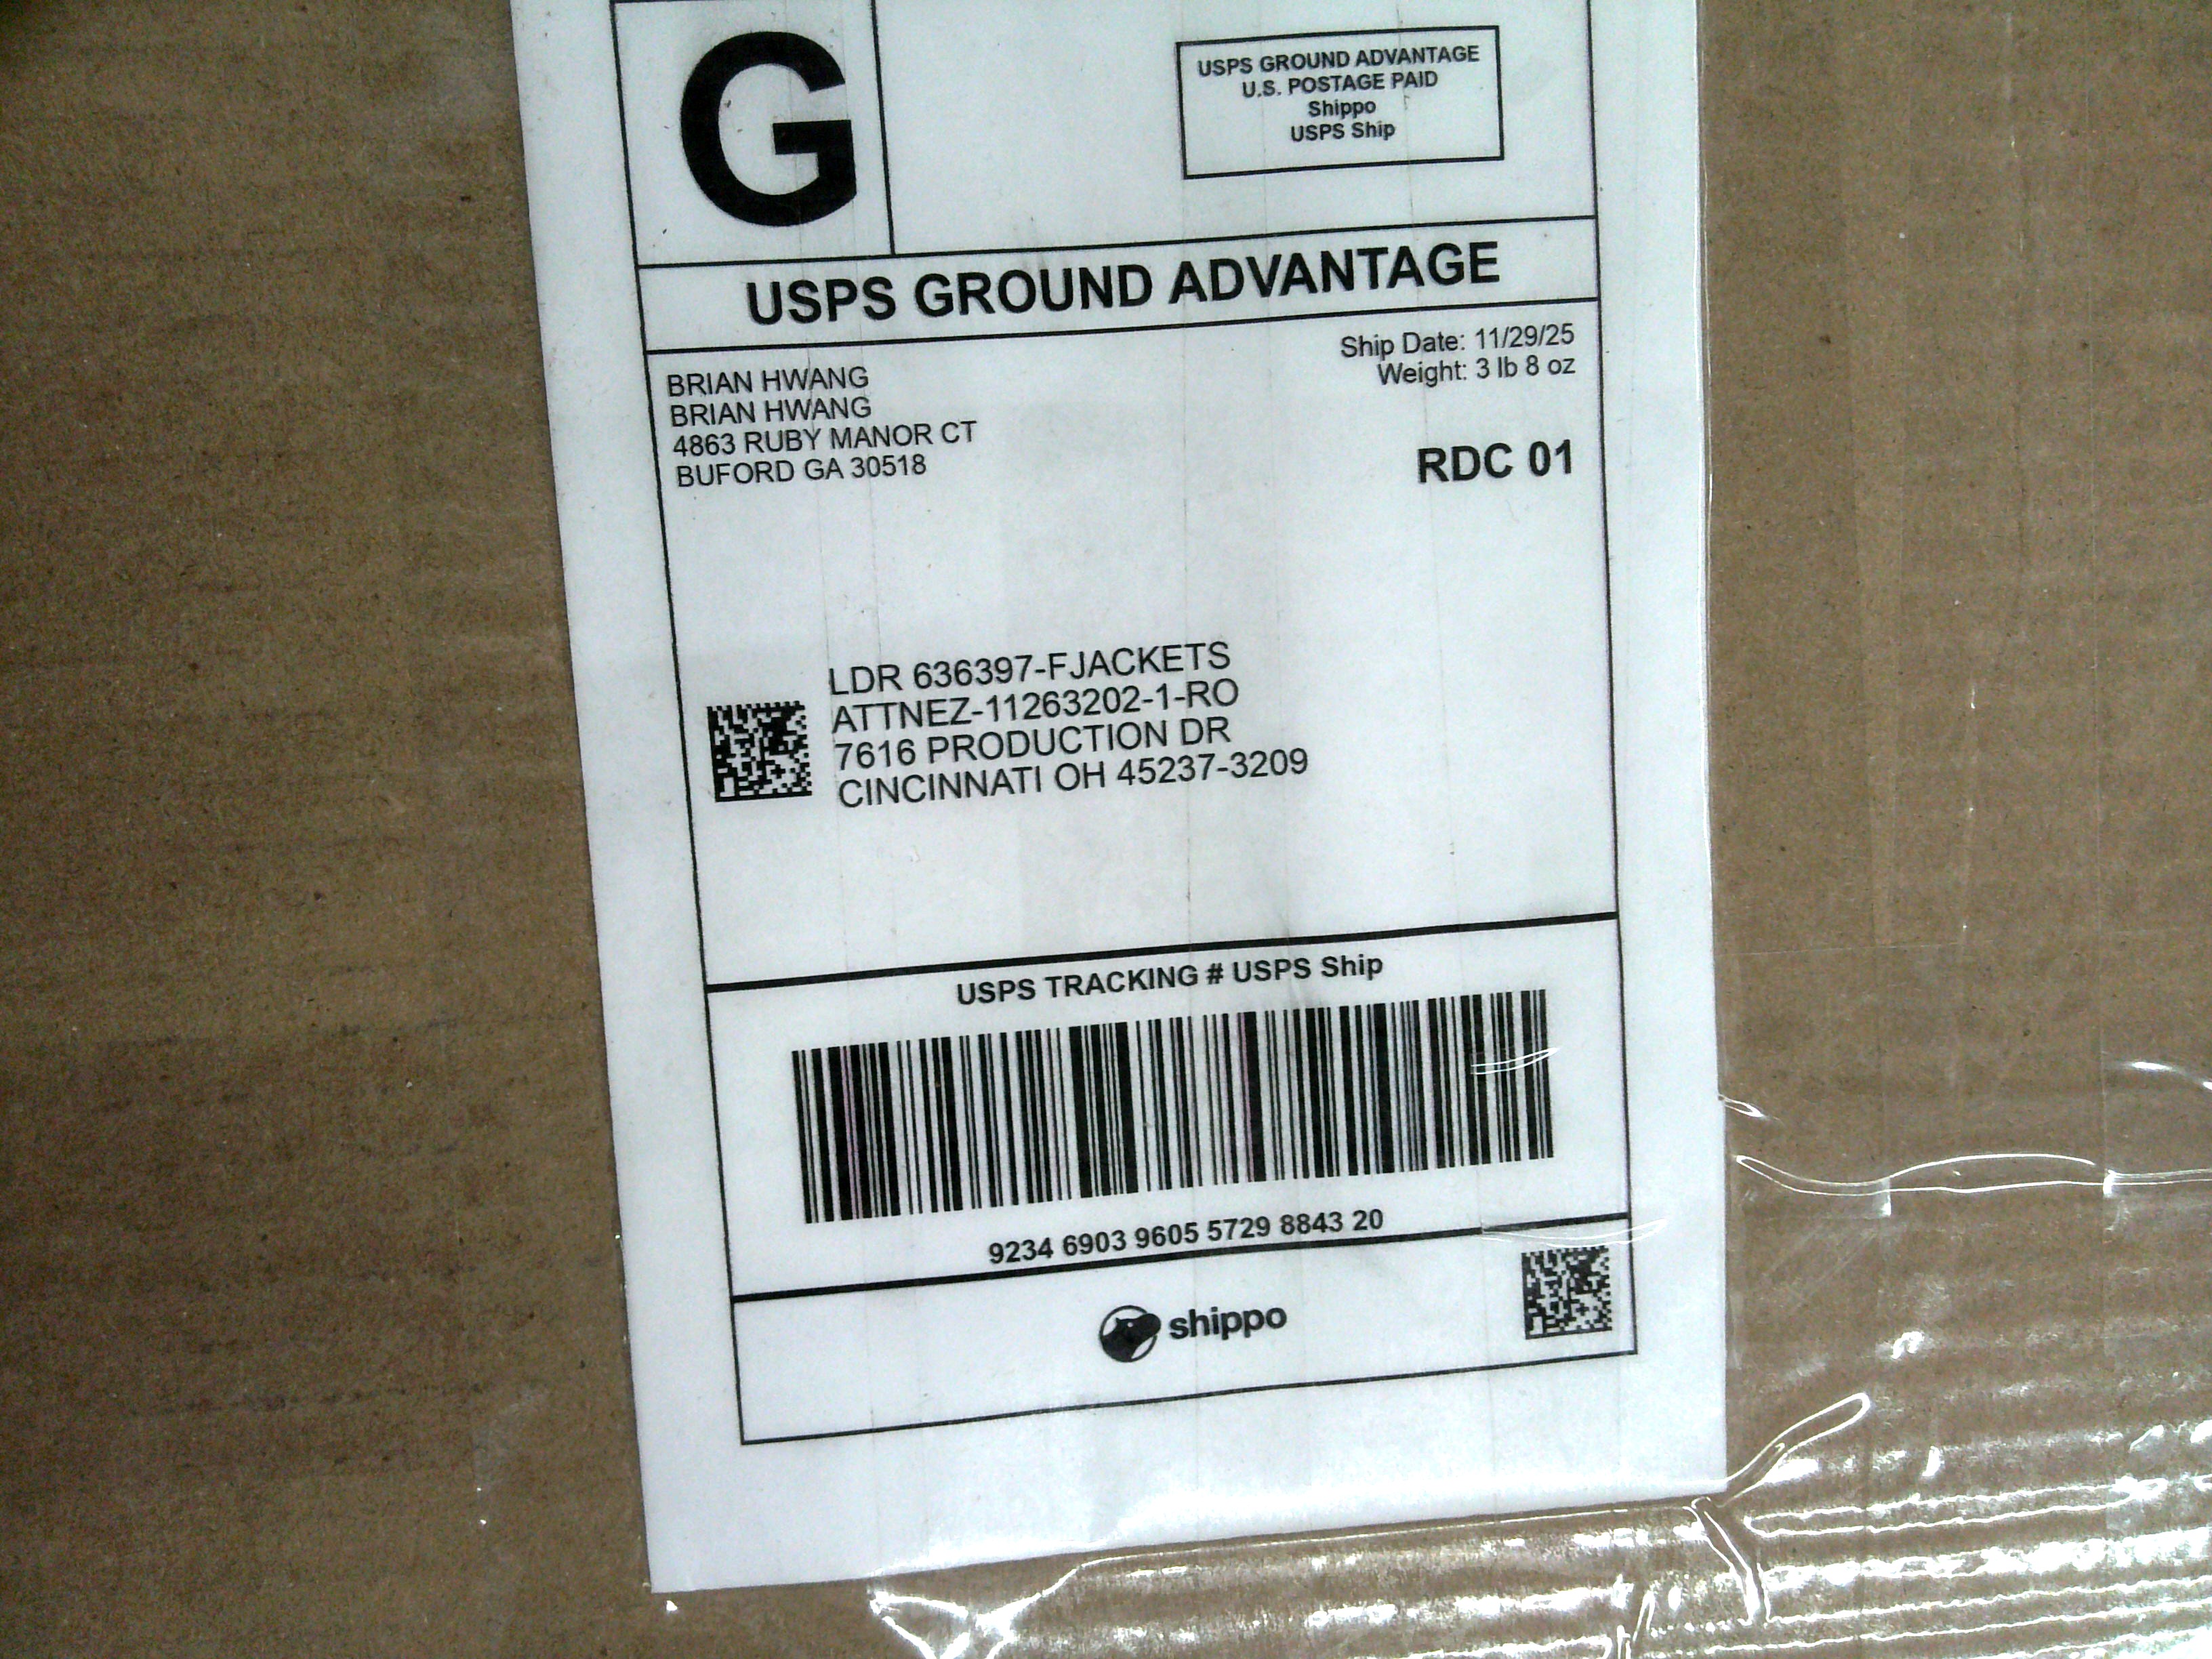 G
USPS GROUND ADVANTAGE
U.S. POSTAGE PAID
Shippo
USPS Ship
USPS GROUND ADVANTAGE
BRIAN HWANG
BRIAN HWANG
4863 RUBY MANOR CT
BUFORD GA 30518
Ship Date: 11/29/25
Weight: 3 lb 8 oz
RDC 01
LDR 636397-FJACKETS
ATTNEZ-11263202-1-RO
7616 PRODUCTION DR
CINCINNATI OH 45237-3209
USPS TRACKING # USPS Ship
9234 6903 9605 5729 8843 20
shippo